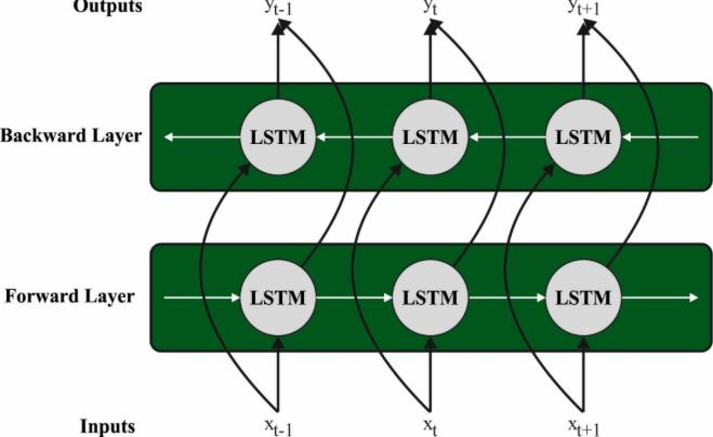 Outputs y_{t-1} y_t y_{t+1}
Backward Layer LSTM LSTM LSTM
Forward Layer LSTM LSTM LSTM
Inputs x_{t-1} x_t x_{t+1}